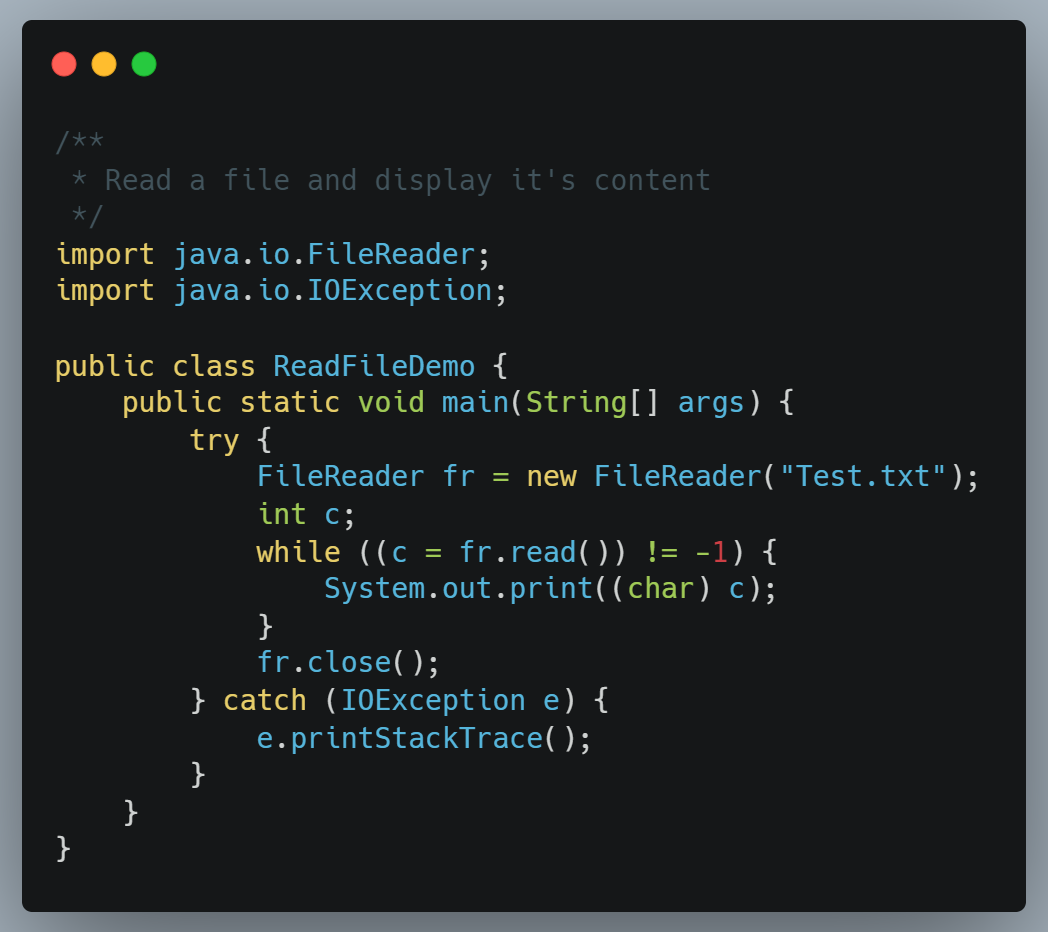 /**
 * Read a file and display it's content
 */
import java.io.FileReader;
import java.io.IOException;

public class ReadFileDemo {
    public static void main(String[] args) {
        try {
            FileReader fr = new FileReader("Test.txt");
            int c;
            while ((c = fr.read()) != -1) {
                System.out.print((char) c);
            }
            fr.close();
        } catch (IOException e) {
            e.printStackTrace();
        }
    }
}